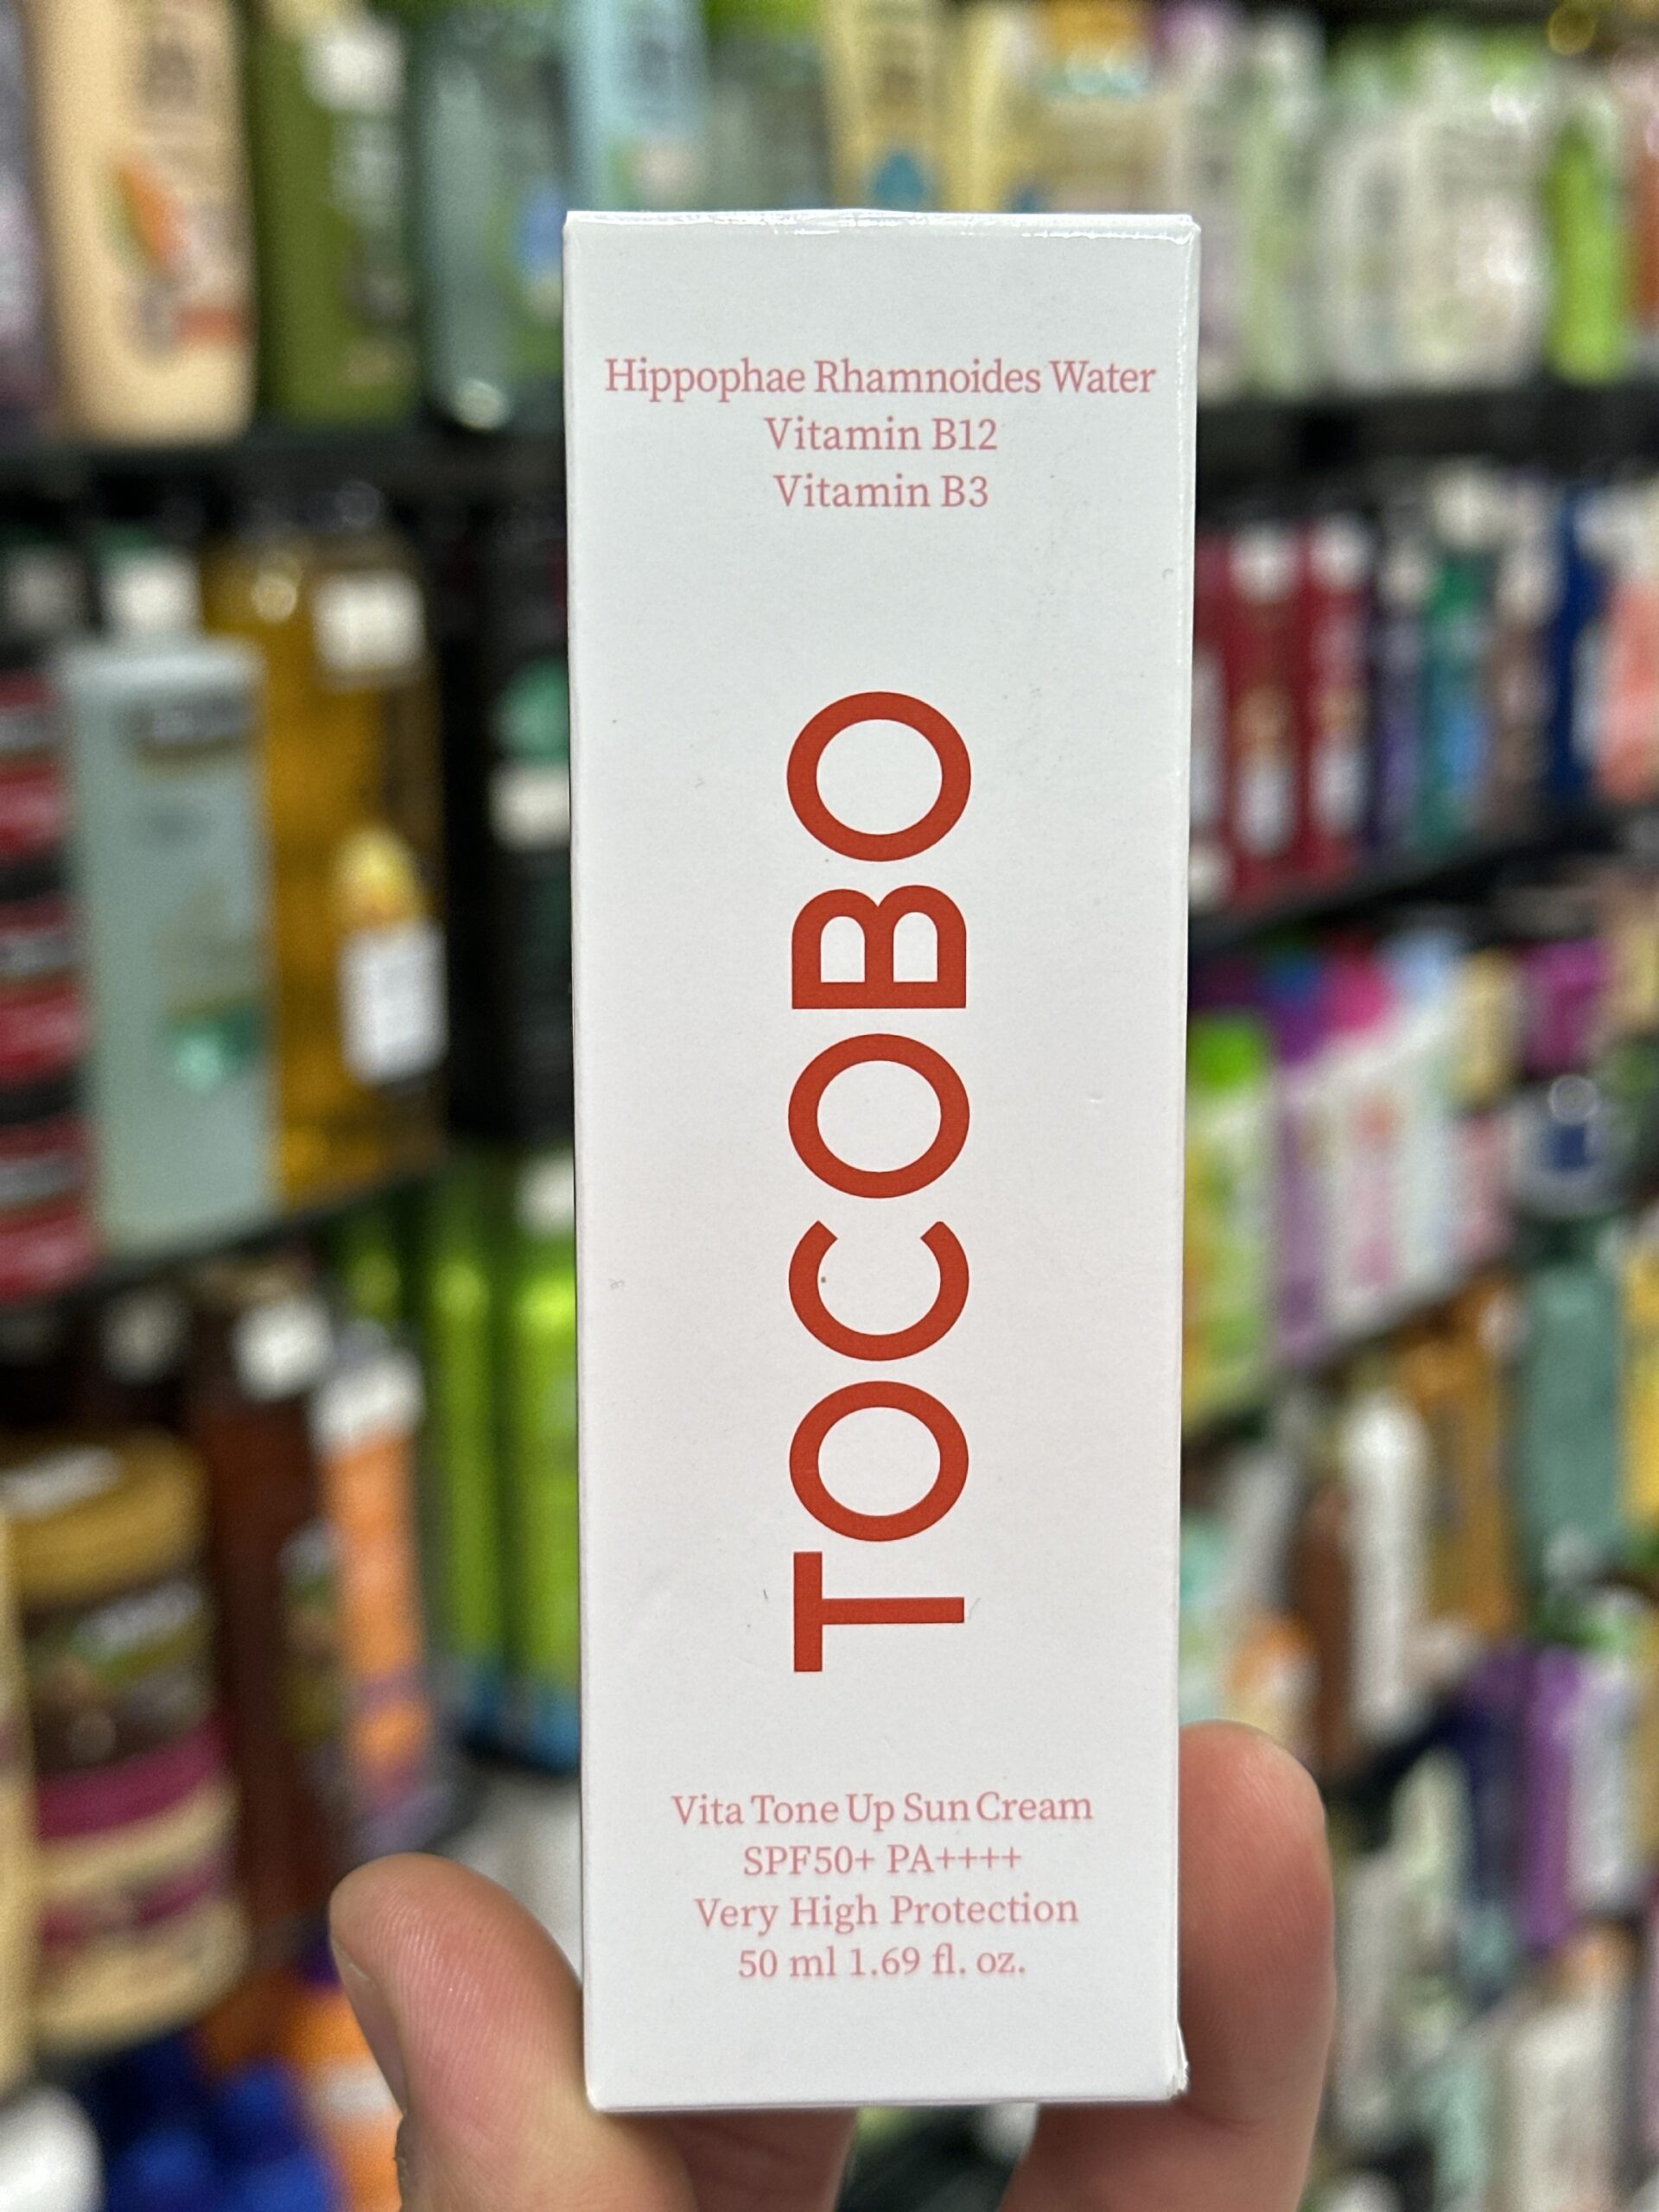 Hippophae Rhamnoides Water
Vitamin B12
Vitamin B3
TOCOBO
Vita Tone Up Sun Cream
SPF50+ PA++++
Very High Protection
50 ml 1.69 fl. oz.